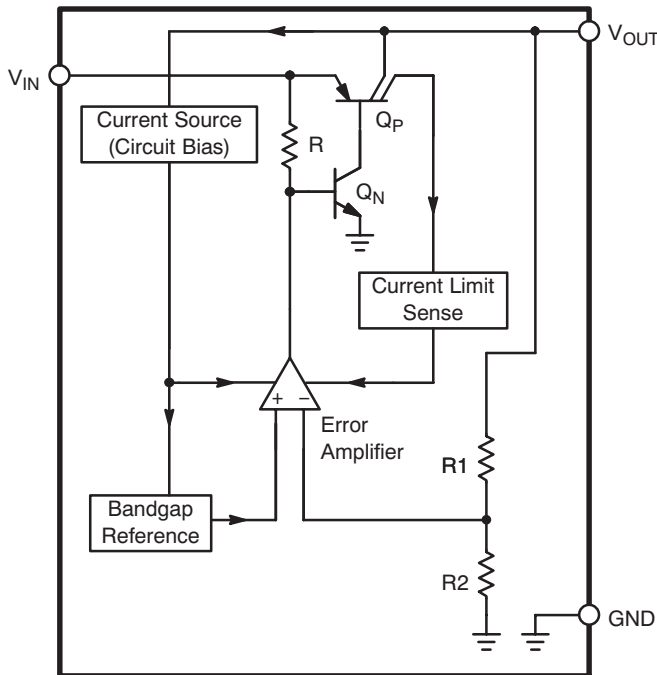 V_OUT
V_IN
Current Source
(Circuit Bias)
R
Q_P
Q_N
Current Limit
Sense
+ −
Error
Amplifier
R1
Bandgap
Reference
R2
GND